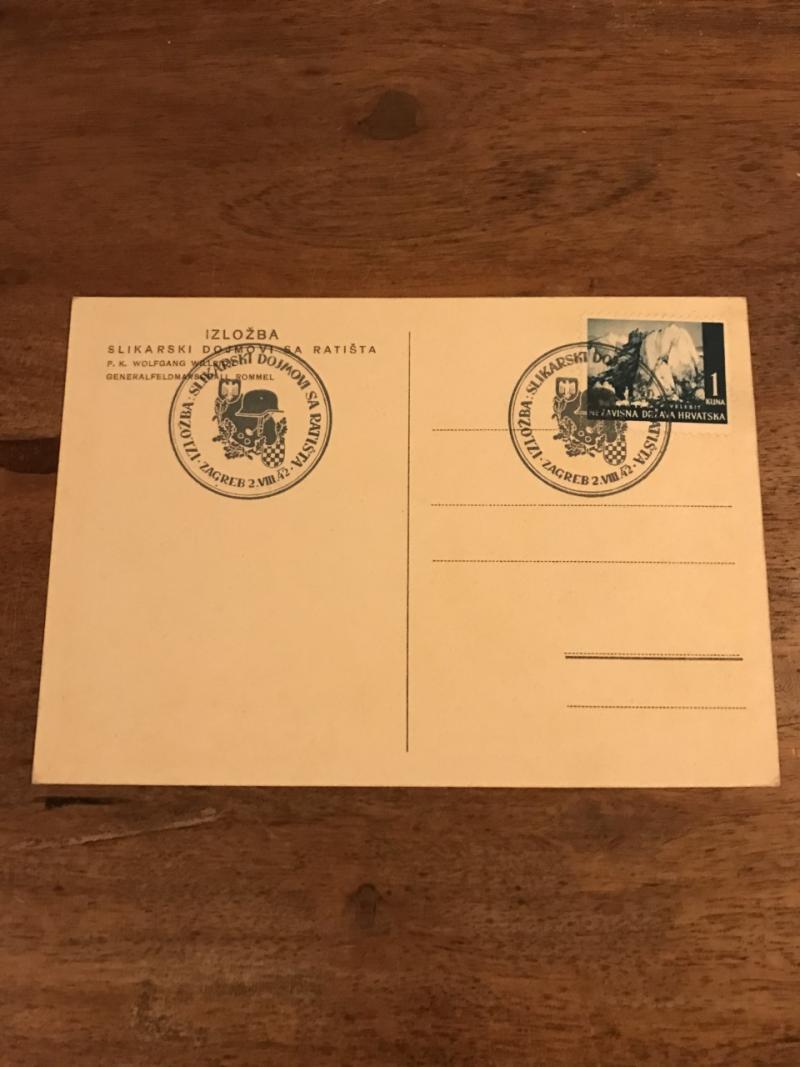 IZLOŽBA
SLIKARSKI DOJMOVI SA RATIŠTA
P. K. WOLFGANG
GENERALFELDMARSCHALL ROMMEL
IZLOŽBA: SLIKARSKI DOJMOVI SA RATIŠTA
· ZAGREB 2.VIII.42 ·
IZLOŽBA: SLIKARSKI DOJMOVI SA RATIŠTA
· ZAGREB 2.VIII.42 ·
1
KUNA
VELEBIT
NEZAVISNA DRŽAVA HRVATSKA